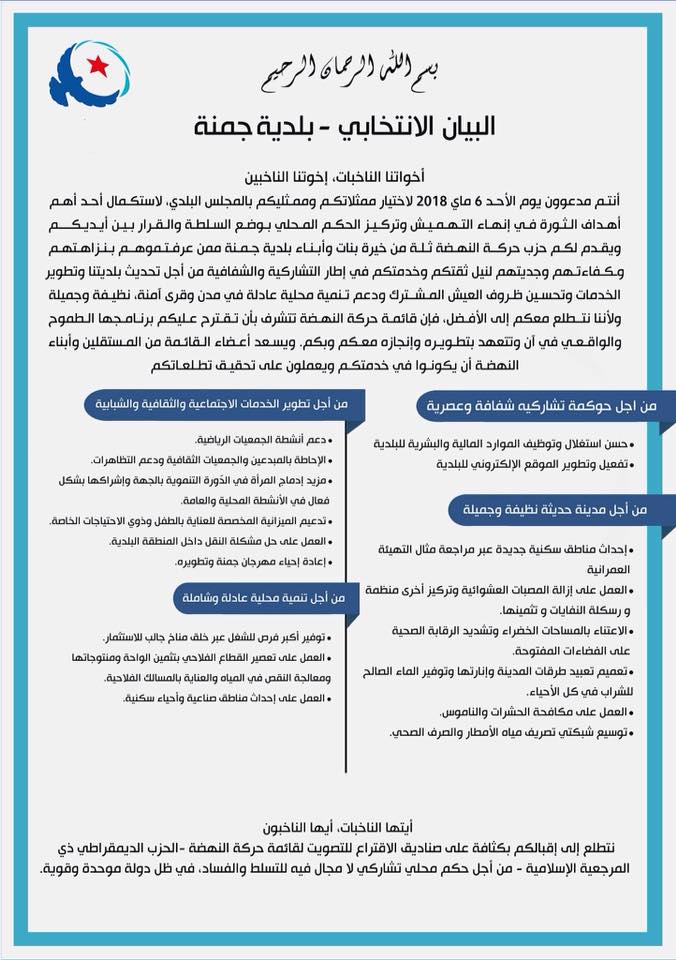 بسم الله الرحمان الرحيم
البيان الانتخابي - بلدية جمنة
أخواتنا الناخبات، إخوتنا الناخبين
أنتم مدعوون يوم الأحد 6 ماي 2018 لاختيار ممثلاتكم وممثليكم بالمجلس البلدي، لاستكمال أحد أهم
أهداف الثورة في إنهاء التهميش وتركيز الحكم المحلي بوضع السلطة والقرار بين أيديكم
ويقدم لكم حزب حركة النهضة ثلة من خيرة بنات وأبناء بلدية جمنة ممن عرفتموهم بنزاهتهم
وكفاءتهم وجديتهم لنيل ثقتكم وخدمتكم في إطار التشاركية والشفافية من أجل تحديث بلديتنا وتطوير
الخدمات وتحسين ظروف العيش المشترك ودعم تنمية محلية عادلة في مدن وقرى آمنة، نظيفة وجميلة
ولأننا نتطلع معكم إلى الأفضل، فإن قائمة حركة النهضة تتشرف بأن تقترح عليكم برنامجها الطموح
والواقعي في آن وتتعهد بتطويره وإنجازه معكم وبكم. ويسعد أعضاء القائمة من المستقلين وأبناء
النهضة أن يكونوا في خدمتكم ويعملون على تحقيق تطلعاتكم
من اجل حوكمة تشاركيه شفافة وعصرية
•حسن استغلال وتوظيف الموارد المالية والبشرية للبلدية
•تفعيل وتطوير الموقع الإلكتروني للبلدية
من أجل مدينة حديثة نظيفة وجميلة
•إحداث مناطق سكنية جديدة عبر مراجعة مثال التهيئة
العمرانية
•العمل على إزالة المصبات العشوائية وتركيز أخرى منظمة
و رسكلة النفايات و تثمينها.
•الاعتناء بالمساحات الخضراء وتشديد الرقابة الصحية
على الفضاءات المفتوحة.
•تعميم تعبيد طرقات المدينة وإنارتها وتوفير الماء الصالح
للشراب في كل الأحياء.
•العمل على مكافحة الحشرات والناموس.
•توسيع شبكتي تصريف مياه الأمطار والصرف الصحي.
من أجل تطوير الخدمات الاجتماعية والثقافية والشبابية
•دعم أنشطة الجمعيات الرياضية.
•الإحاطة بالمبدعين والجمعيات الثقافية ودعم التظاهرات.
•مزيد إدماج المرأة في الدّورة التنموية بالجهة وإشراكها بشكل
فعال في الأنشطة المحلية والعامة.
•تدعيم الميزانية المخصصة للعناية بالطفل وذوي الاحتياجات الخاصة.
•العمل على حل مشكلة النقل داخل المنطقة البلدية.
•إعادة إحياء مهرجان جمنة وتطويره.
من أجل تنمية محلية عادلة وشاملة
•توفير أكبر فرص للشغل عبر خلق مناخ جالب للاستثمار.
•العمل على تعصير القطاع الفلاحي بتثمين الواحة ومنتوجاتها
ومعالجة النقص في المياه والعناية بالمسالك الفلاحية.
•العمل على إحداث مناطق صناعية وأحياء سكنية.
أيتها الناخبات، أيها الناخبون
نتطلع إلى إقبالكم بكثافة على صناديق الاقتراع للتصويت لقائمة حركة النهضة -الحزب الديمقراطي ذي
المرجعية الإسلامية - من أجل حكم محلي تشاركي لا مجال فيه للتسلط والفساد، في ظل دولة موحدة وقوية.